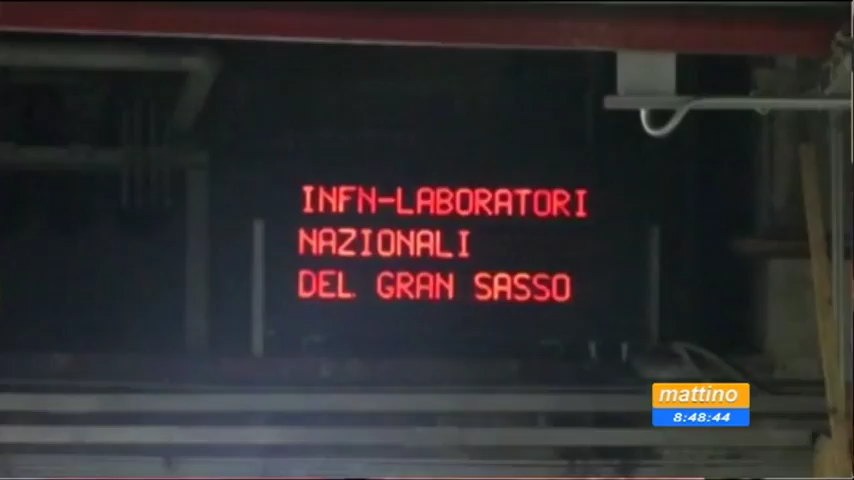 INFN-LABORATORI
NAZIONALI
DEL GRAN SASSO
mattino
8:48:44